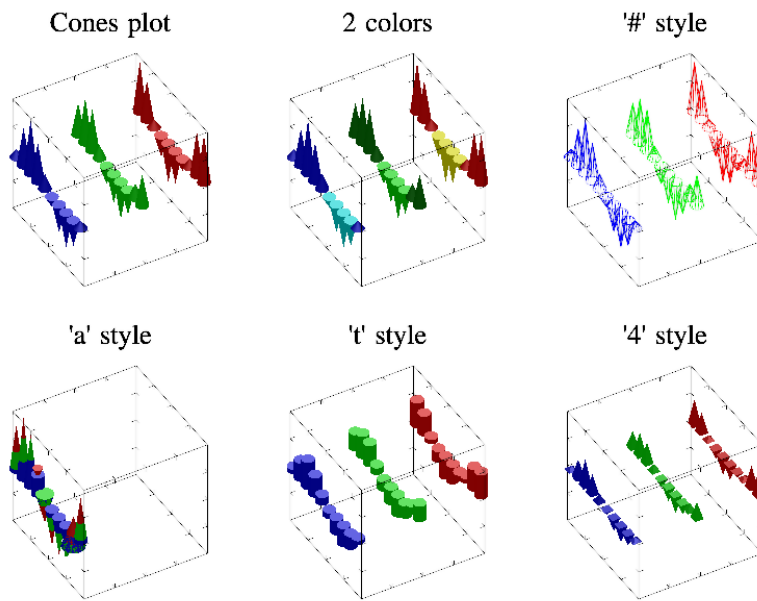 Cones plot
2 colors
'#' style
'a' style
't' style
'4' style